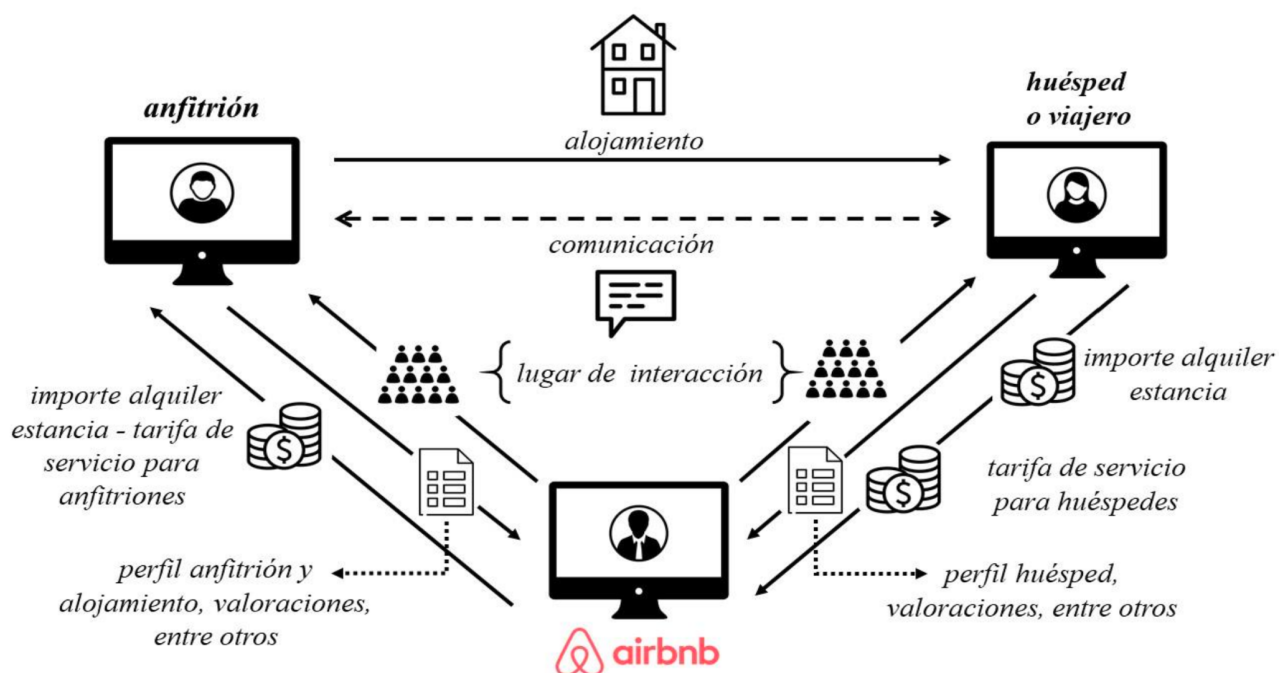 anfitrión
huésped
o viajero
alojamiento
comunicación
lugar de interacción
importe alquiler
estancia - tarifa de
servicio para
anfitriones
importe alquiler
estancia
tarifa de servicio
para huéspedes
perfil anfitrión y
alojamiento, valoraciones,
entre otros
perfil huésped,
valoraciones, entre otros
airbnb